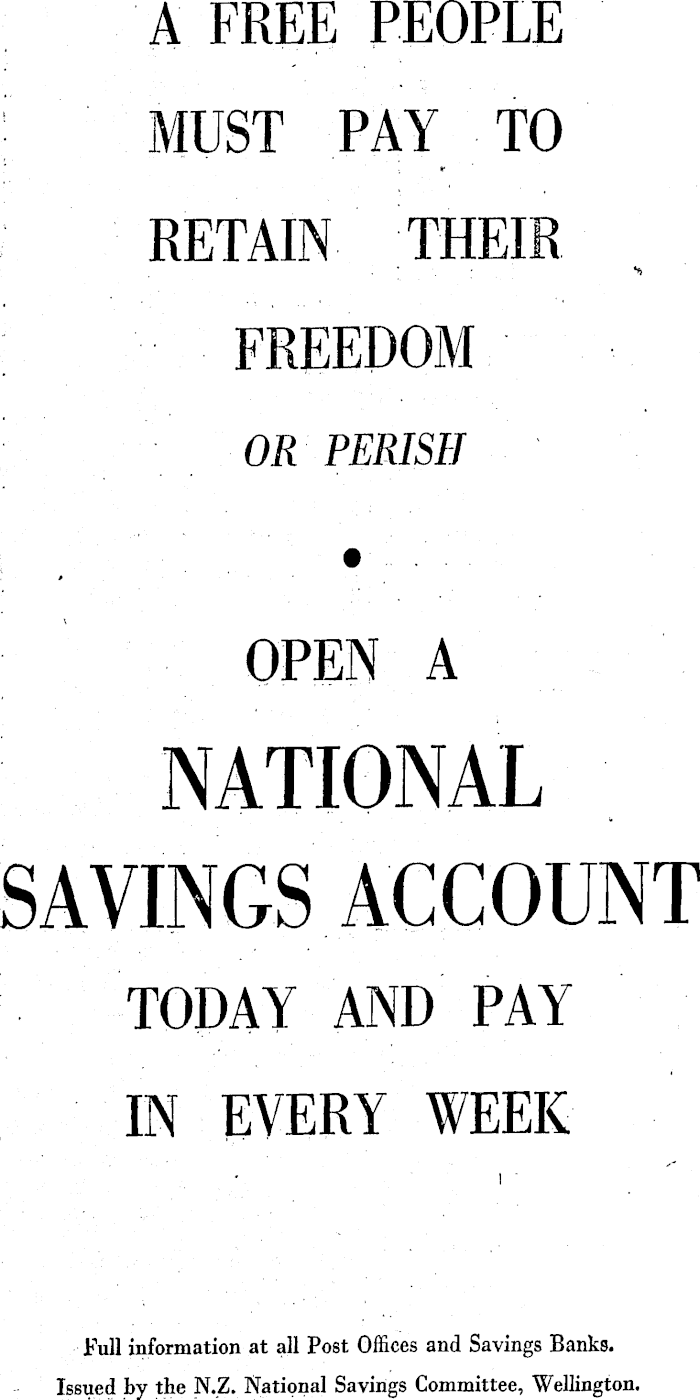 A FREE PEOPLE
MUST PAY TO
RETAIN THEIR
FREEDOM
OR PERISH
●
OPEN A
NATIONAL
SAVINGS ACCOUNT
TODAY AND PAY
IN EVERY WEEK
Full information at all Post Offices and Savings Banks.
Issued by the N.Z. National Savings Committee, Wellington.